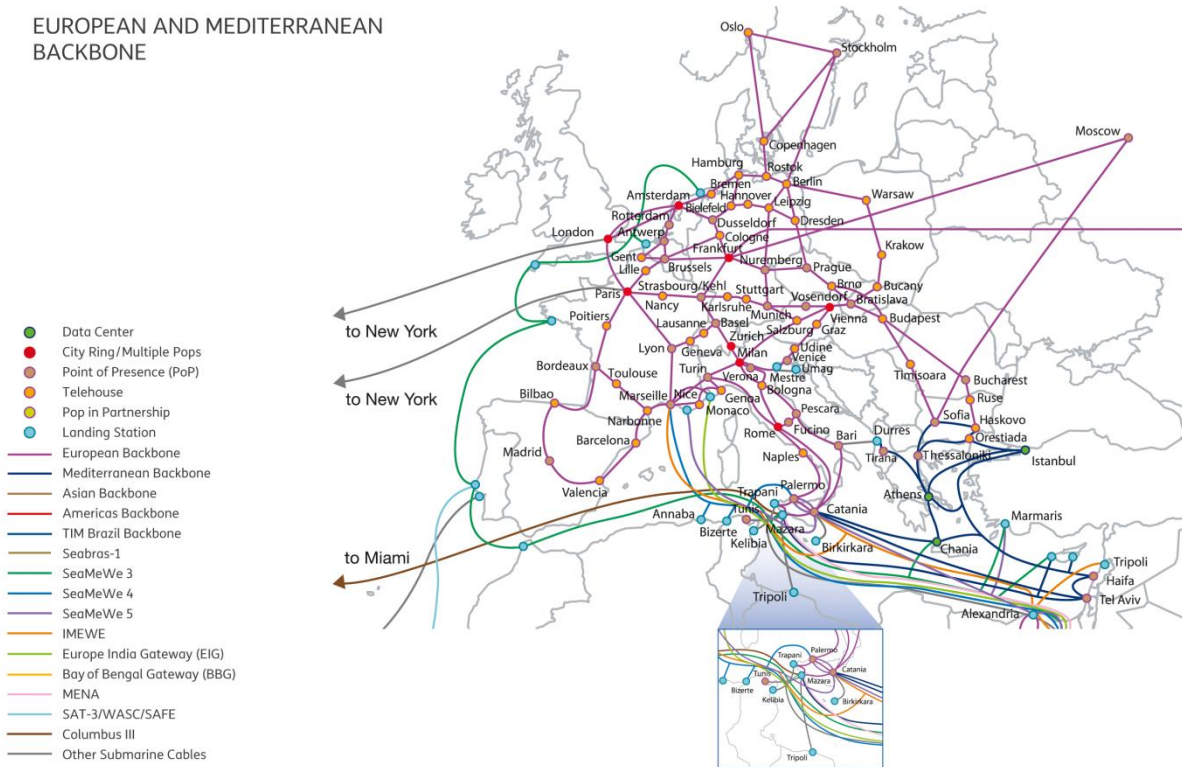 EUROPEAN AND MEDITERRANEAN
BACKBONE
Oslo
Stockholm
Moscow
Copenhagen
Hamburg
Rostok
Bremen
Berlin
Amsterdam
Hannover
Warsaw
Bielefeld
Leipzig
Rotterdam
Dusseldorf
Dresden
London
Antwerp
Cologne
Frankfurt
Krakow
Gent
Nuremberg
Prague
Lille
Brussels
Strasbourg/Kehl
Stuttgart
Brno
Bucany
Paris
Vosendorf
Bratislava
Nancy
Karlsruhe
Munich
Vienna
to New York
Poitiers
Lausanne
Basel
Salzburg
Graz
Budapest
Zurich
Lyon
Geneva
Milan
Udine
Venice
Bordeaux
Turin
Verona
Mestre
Umag
Timisoara
Toulouse
Bucharest
to New York
Bilbao
Marseille
Nice
Genoa
Bologna
Ruse
Monaco
Pescara
Sofia
Haskovo
Narbonne
Rome
Fucino
Bari
Durres
Orestiada
Barcelona
Madrid
Naples
Tirana
Thessaloniki
Istanbul
Valencia
Palermo
Athens
Trapani
Annaba
Tunis
Catania
Marmaris
Bizerte
Mazara
Kelibia
Birkirkara
Chania
to Miami
Tripoli
Haifa
Tripoli
Tel Aviv
Alexandria
Data Center
City Ring/Multiple Pops
Point of Presence (PoP)
Telehouse
Pop in Partnership
Landing Station
European Backbone
Mediterranean Backbone
Asian Backbone
Americas Backbone
TIM Brazil Backbone
Seabras-1
SeaMeWe 3
SeaMeWe 4
SeaMeWe 5
IMEWE
Europe India Gateway (EIG)
Bay of Bengal Gateway (BBG)
MENA
SAT-3/WASC/SAFE
Columbus III
Other Submarine Cables
Palermo
Trapani
Tunis
Catania
Mazara
Bizerte
Kelibia
Birkirkara
Tripoli